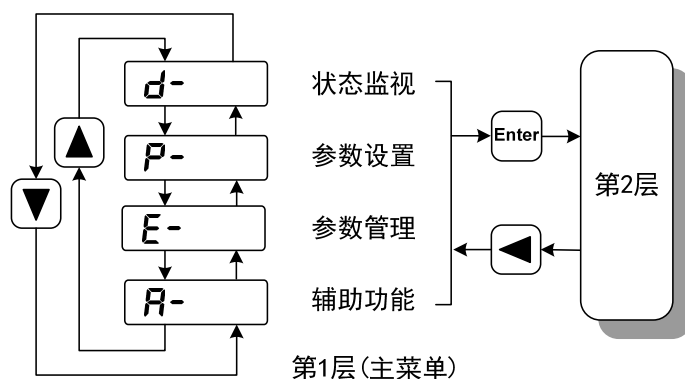 d-
状态监视
P-
参数设置
Enter
第2层
E-
参数管理
A-
辅助功能
第1层(主菜单)